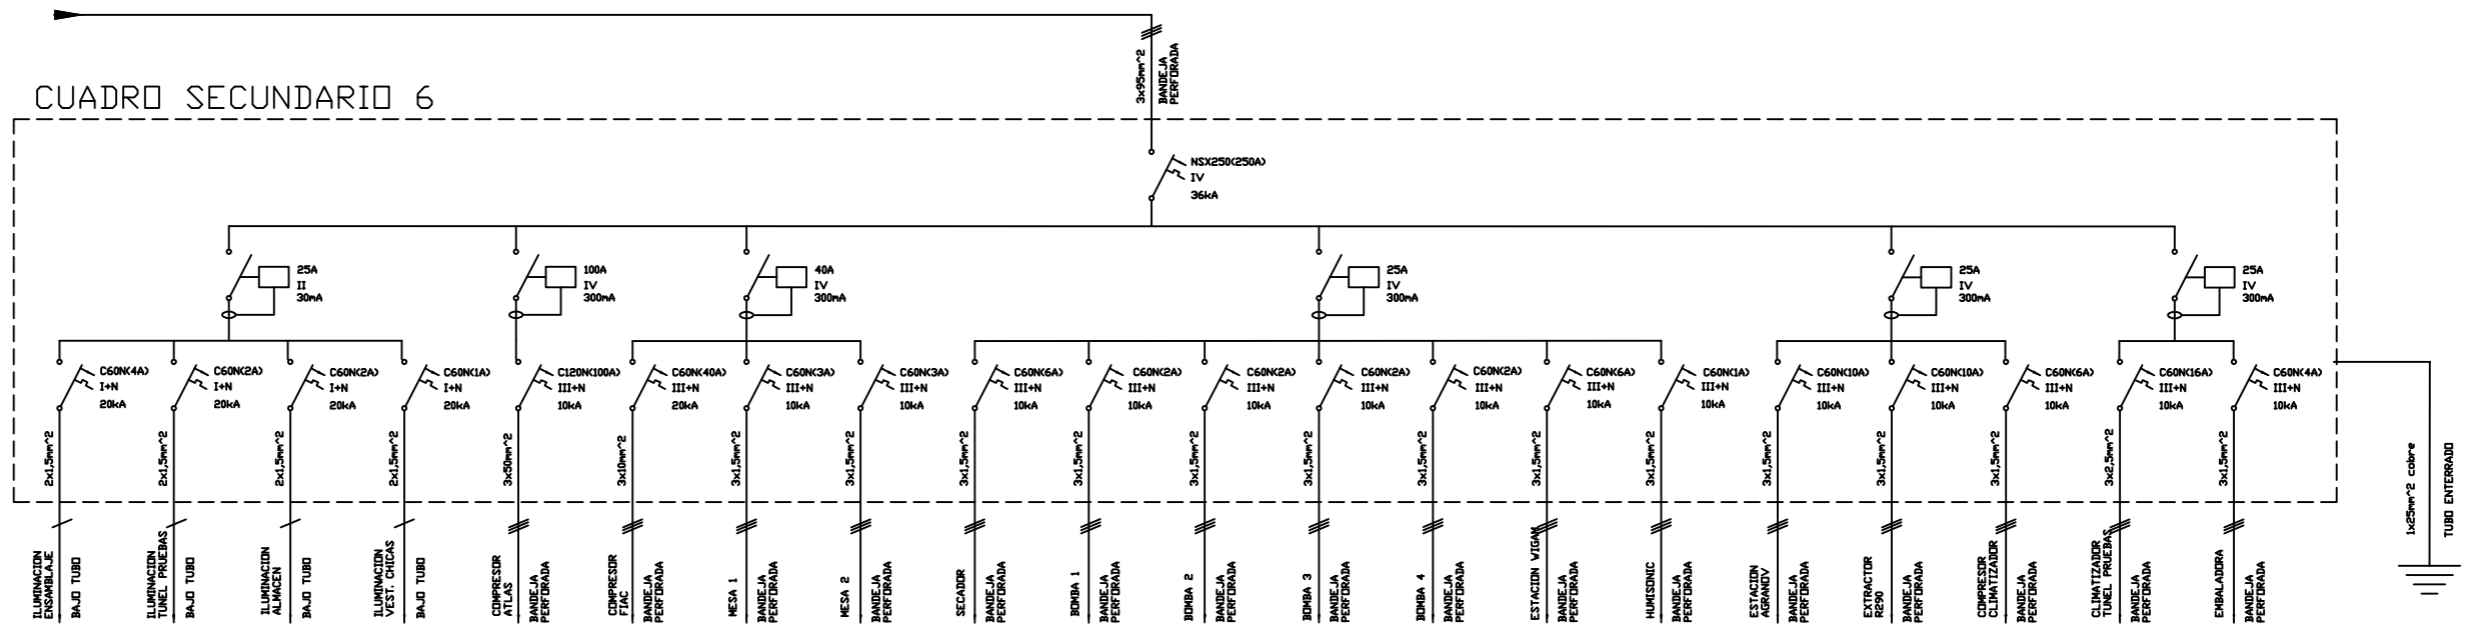 3x95mm^2
BANDEJA
PERFORADA
CUADRO SECUNDARIO 6
NSX250(250A)
IV
36kA
25A
II
30mA
100A
IV
300mA
40A
IV
300mA
25A
IV
300mA
25A
IV
300mA
25A
IV
300mA
C60N(4A)
I+N
20kA
C60N(2A)
I+N
20kA
C60N(2A)
I+N
20kA
C60N(1A)
I+N
20kA
C120N(100A)
III+N
10kA
C60N(40A)
III+N
20kA
C60N(3A)
III+N
10kA
C60N(3A)
III+N
10kA
C60N(6A)
III+N
10kA
C60N(2A)
III+N
10kA
C60N(2A)
III+N
10kA
C60N(2A)
III+N
10kA
C60N(2A)
III+N
10kA
C60N(6A)
III+N
10kA
C60N(1A)
III+N
10kA
C60N(10A)
III+N
10kA
C60N(10A)
III+N
10kA
C60N(6A)
III+N
10kA
C60N(16A)
III+N
10kA
C60N(4A)
III+N
10kA
2x1,5mm^2
2x1,5mm^2
2x1,5mm^2
2x1,5mm^2
3x50mm^2
3x10mm^2
3x1,5mm^2
3x1,5mm^2
3x1,5mm^2
3x1,5mm^2
3x1,5mm^2
3x1,5mm^2
3x1,5mm^2
3x1,5mm^2
3x1,5mm^2
3x1,5mm^2
3x1,5mm^2
3x1,5mm^2
3x2,5mm^2
3x1,5mm^2
1x25mm^2 cobre
TUBO ENTERRADO
ILUMINACION
ENSAMBLAJE
BAJO TUBO
ILUMINACION
TUNEL PRUEBAS
BAJO TUBO
ILUMINACION
ALMACEN
BAJO TUBO
ILUMINACION
VEST. CHICAS
BAJO TUBO
COMPRESOR
ATLAS
BANDEJA
PERFORADA
COMPRESOR
FIAC
BANDEJA
PERFORADA
MESA 1
BANDEJA
PERFORADA
MESA 2
BANDEJA
PERFORADA
SECADOR
BANDEJA
PERFORADA
BOMBA 1
BANDEJA
PERFORADA
BOMBA 2
BANDEJA
PERFORADA
BOMBA 3
BANDEJA
PERFORADA
BOMBA 4
BANDEJA
PERFORADA
ESTACION WIGAM
BANDEJA
PERFORADA
HUMISONIC
BANDEJA
PERFORADA
ESTACION
AGRANOV
BANDEJA
PERFORADA
EXTRACTOR
R290
BANDEJA
PERFORADA
COMPRESOR
CLIMATIZADOR
BANDEJA
PERFORADA
CLIMATIZADOR
TUNEL PRUEBAS
BANDEJA
PERFORADA
EMBALADORA
BANDEJA
PERFORADA